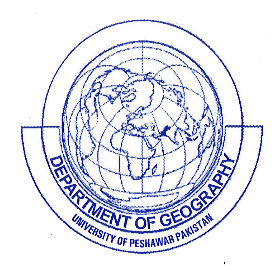 DEPARTMENT OF GEOGRAPHY
UNIVERSITY OF PESHAWAR PAKISTAN